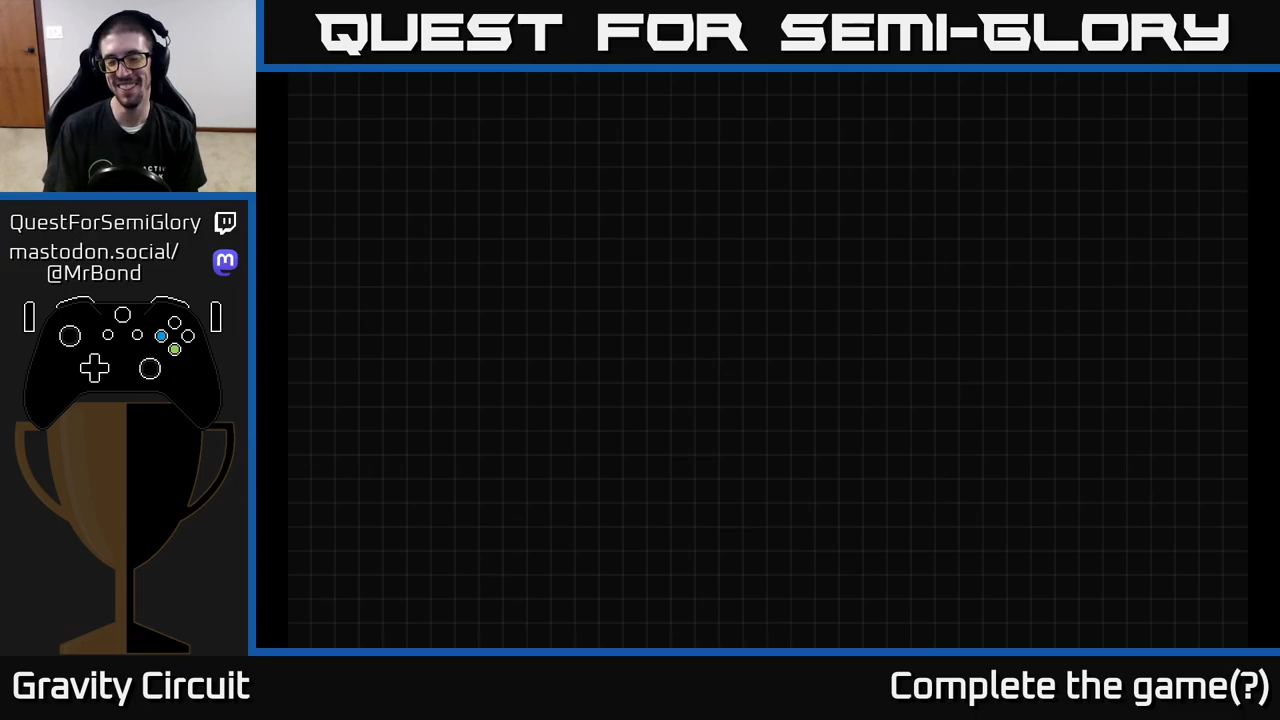 QUEST FOR SEMI-GLORY
QuestForSemiGlory
mastodon.social/
@MrBond
Gravity Circuit
Complete the game(?)